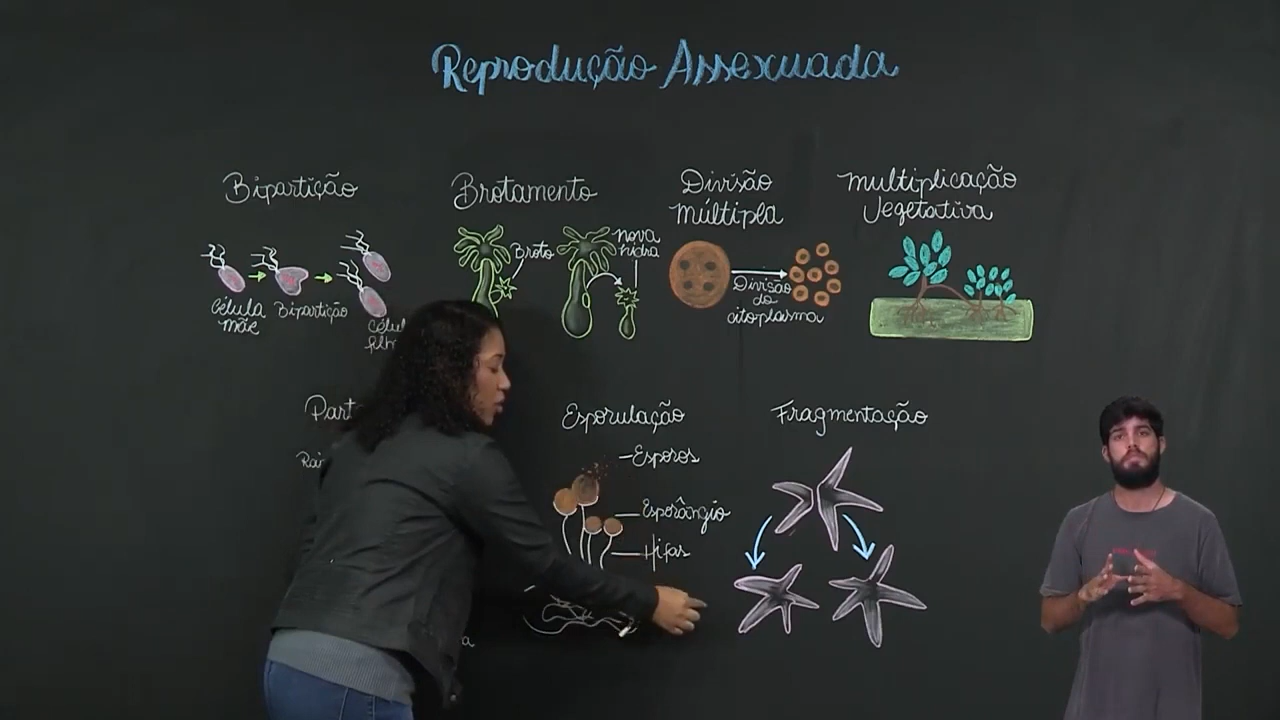 Reprodução Assexuada
Bipartição
Brotamento
Divisão
Múltipla
Multiplicação
Vegetativa
Célula
mãe
Bipartição
Broto
nova
hidra
Divisão
do
citoplasma
Esporulação
Esporos
Esporângio
Hifas
Fragmentação